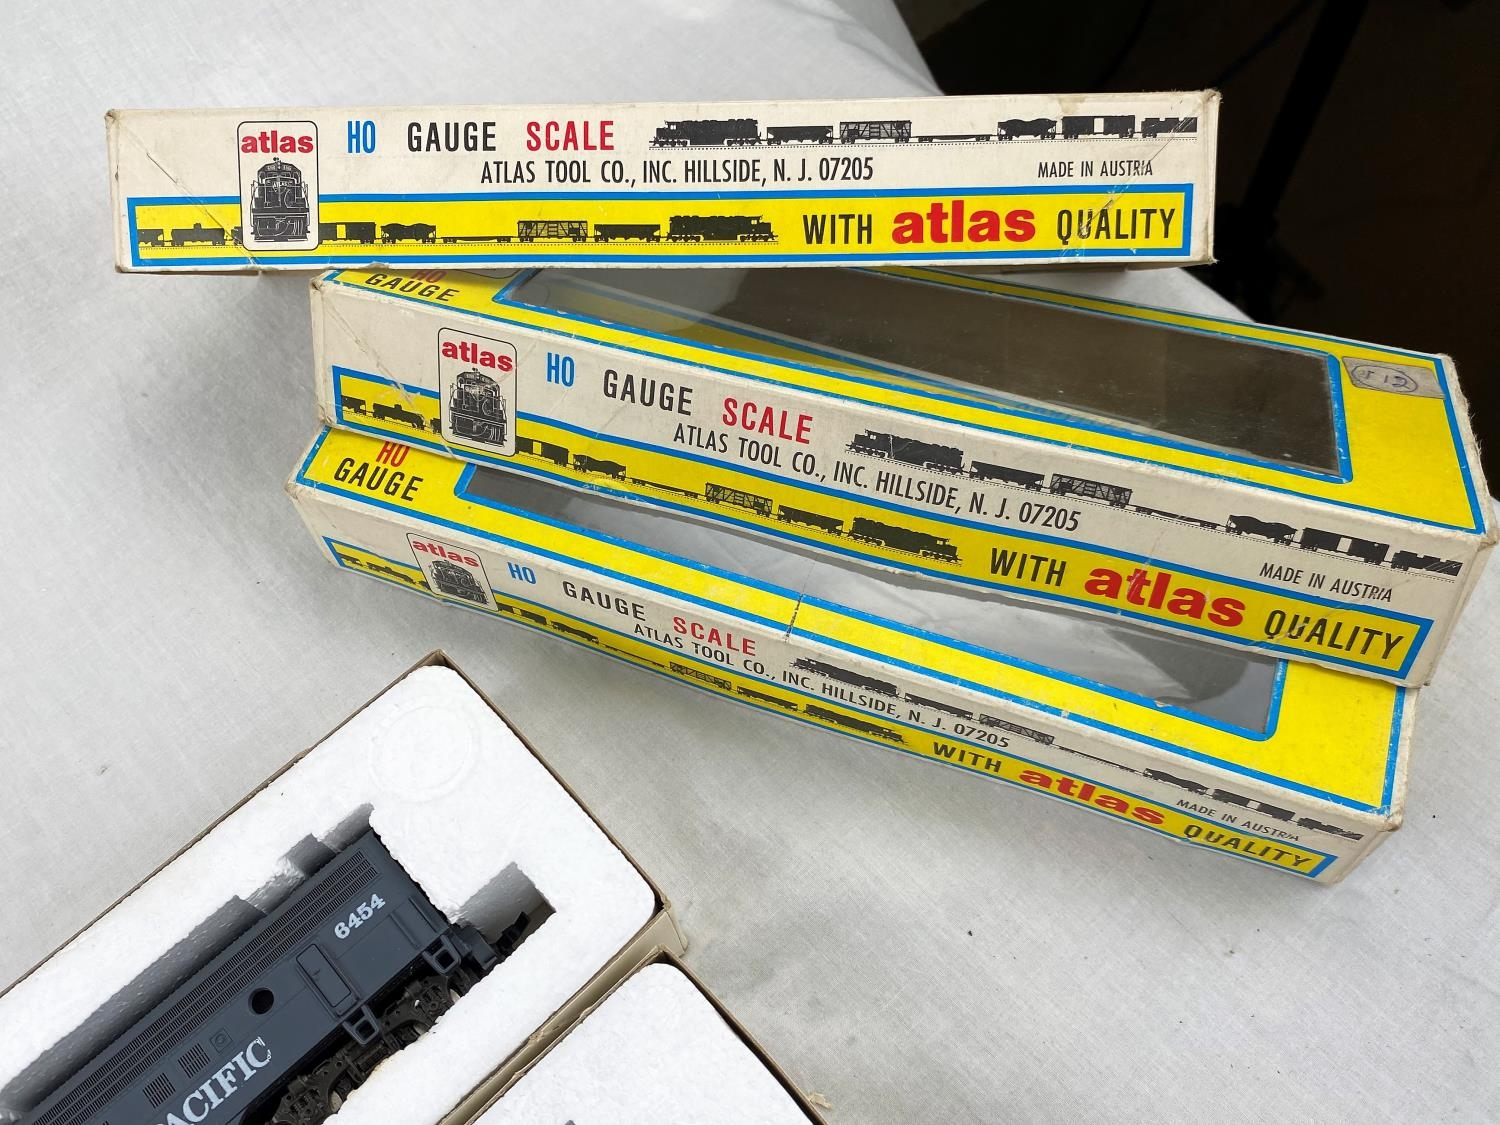 atlas
HO GAUGE SCALE
ATLAS TOOL CO., INC. HILLSIDE, N. J. 07205
MADE IN AUSTRIA
WITH atlas QUALITY
HO
GAUGE
atlas
HO GAUGE SCALE
ATLAS TOOL CO., INC. HILLSIDE, N. J. 07205
MADE IN AUSTRIA
WITH atlas QUALITY
HO
GAUGE
atlas
HO GAUGE SCALE
ATLAS TOOL CO., INC. HILLSIDE, N. J. 07205
MADE IN AUSTRIA
WITH atlas QUALITY
6454
ACIFIC